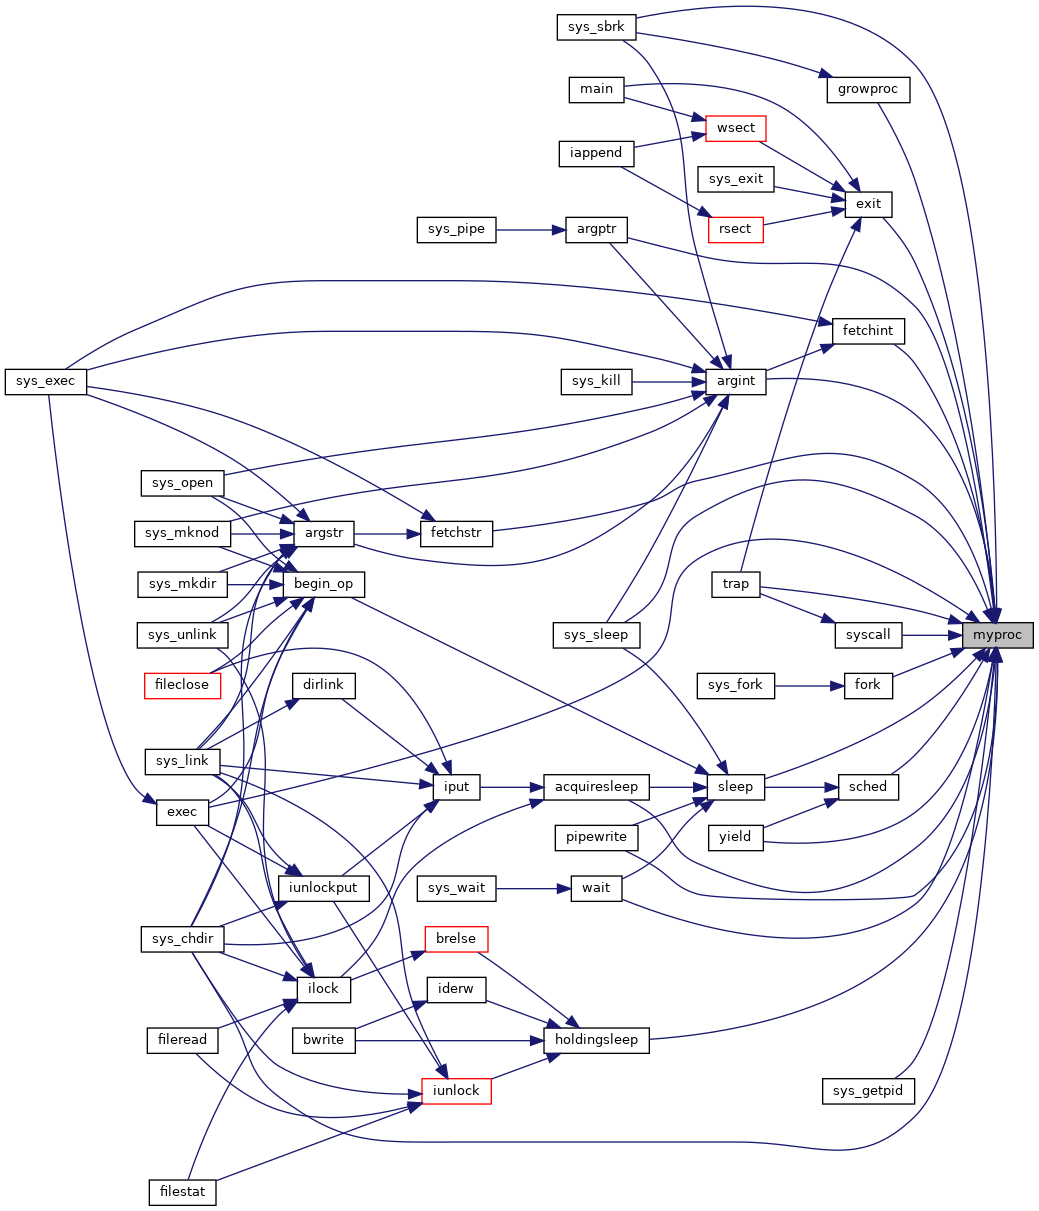 sys_sbrk
main
growproc
wsect
iappend
sys_exit
exit
sys_pipe
argptr
rsect
fetchint
sys_exec
sys_kill
argint
sys_open
sys_mknod
argstr
fetchstr
sys_mkdir
begin_op
trap
sys_unlink
sys_sleep
syscall
myproc
fileclose
dirlink
sys_fork
fork
sys_link
iput
acquiresleep
sleep
sched
exec
pipewrite
yield
iunlockput
sys_wait
wait
sys_chdir
brelse
ilock
iderw
fileread
bwrite
holdingsleep
iunlock
sys_getpid
filestat